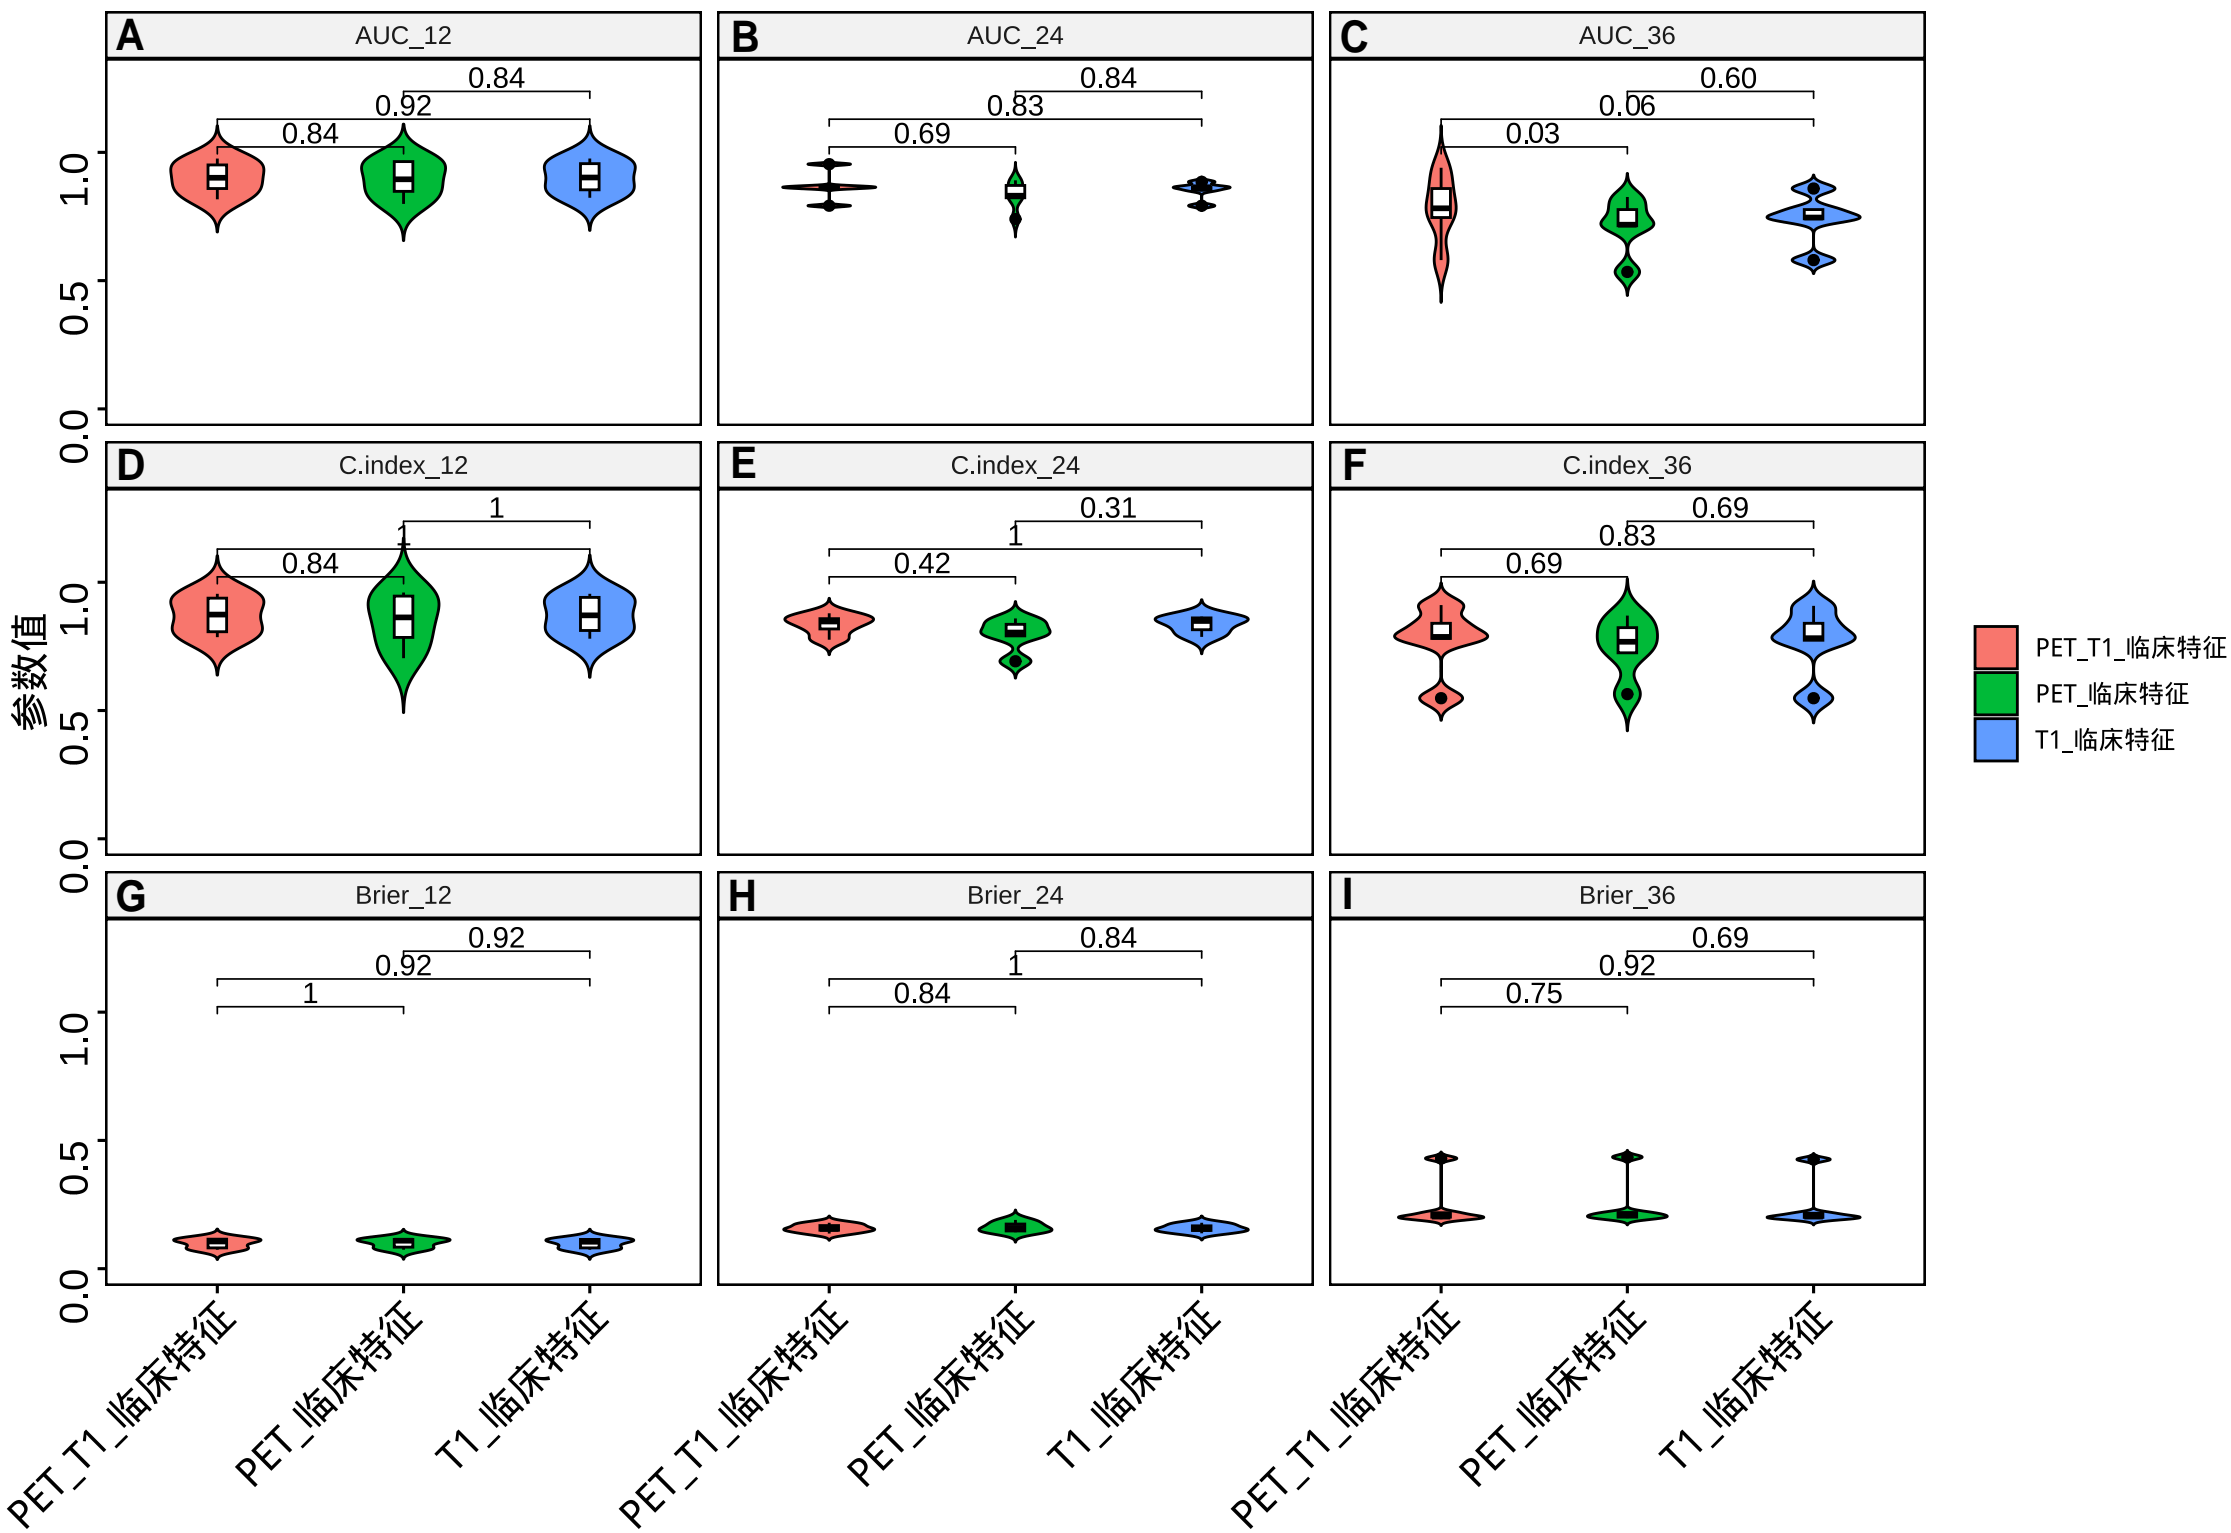 A
AUC_12
B
AUC_24
C
AUC_36
0.84
0.92
0.84
0.84
0.83
0.69
0.60
0.06
0.03
1.0
0.5
0.0
D
C.index_12
E
C.index_24
F
C.index_36
1
1
0.84
0.31
1
0.42
0.69
0.83
0.69
1.0
0.5
0.0
参数值
PET_T1_临床特征
PET_临床特征
T1_临床特征
G
Brier_12
H
Brier_24
I
Brier_36
0.92
0.92
1
0.84
1
0.84
0.69
0.92
0.75
1.0
0.5
0.0
PET_T1_临床特征
PET_临床特征
T1_临床特征
PET_T1_临床特征
PET_临床特征
T1_临床特征
PET_T1_临床特征
PET_临床特征
T1_临床特征